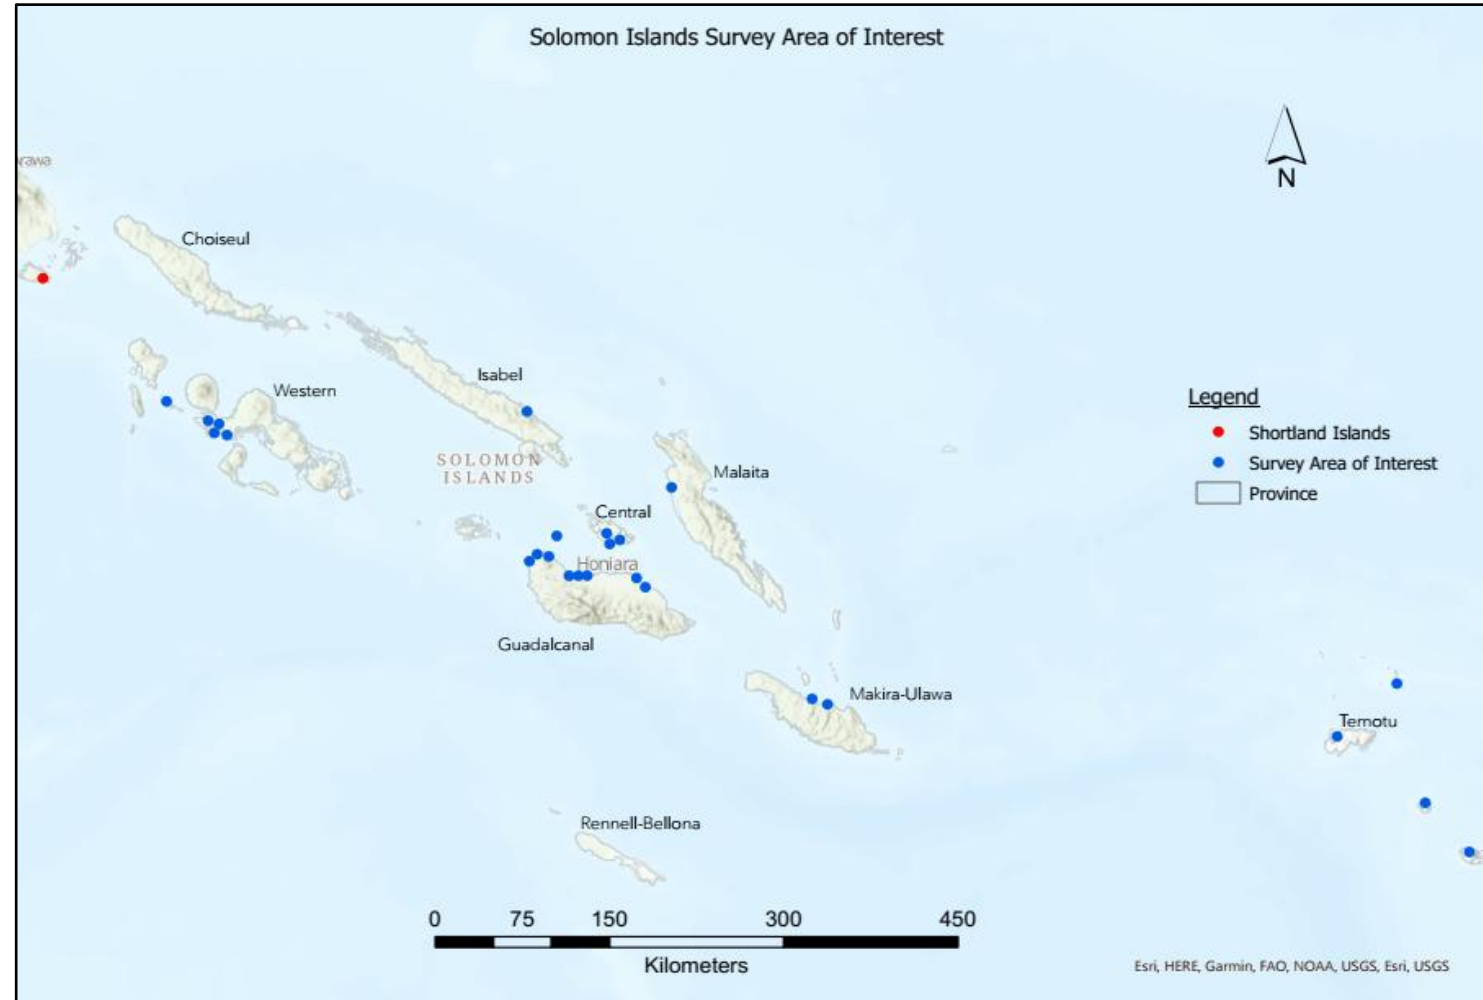 Solomon Islands Survey Area of Interest
N
rawa
Choiseul
Western
Isabel
SOLOMON
ISLANDS
Malaita
Central
Honiara
Guadalcanal
Makira-Ulawa
Temotu
Rennell-Bellona
Legend
Shortland Islands
Survey Area of Interest
Province
0 75 150 300 450
Kilometers
Esri, HERE, Garmin, FAO, NOAA, USGS, Esri, USGS